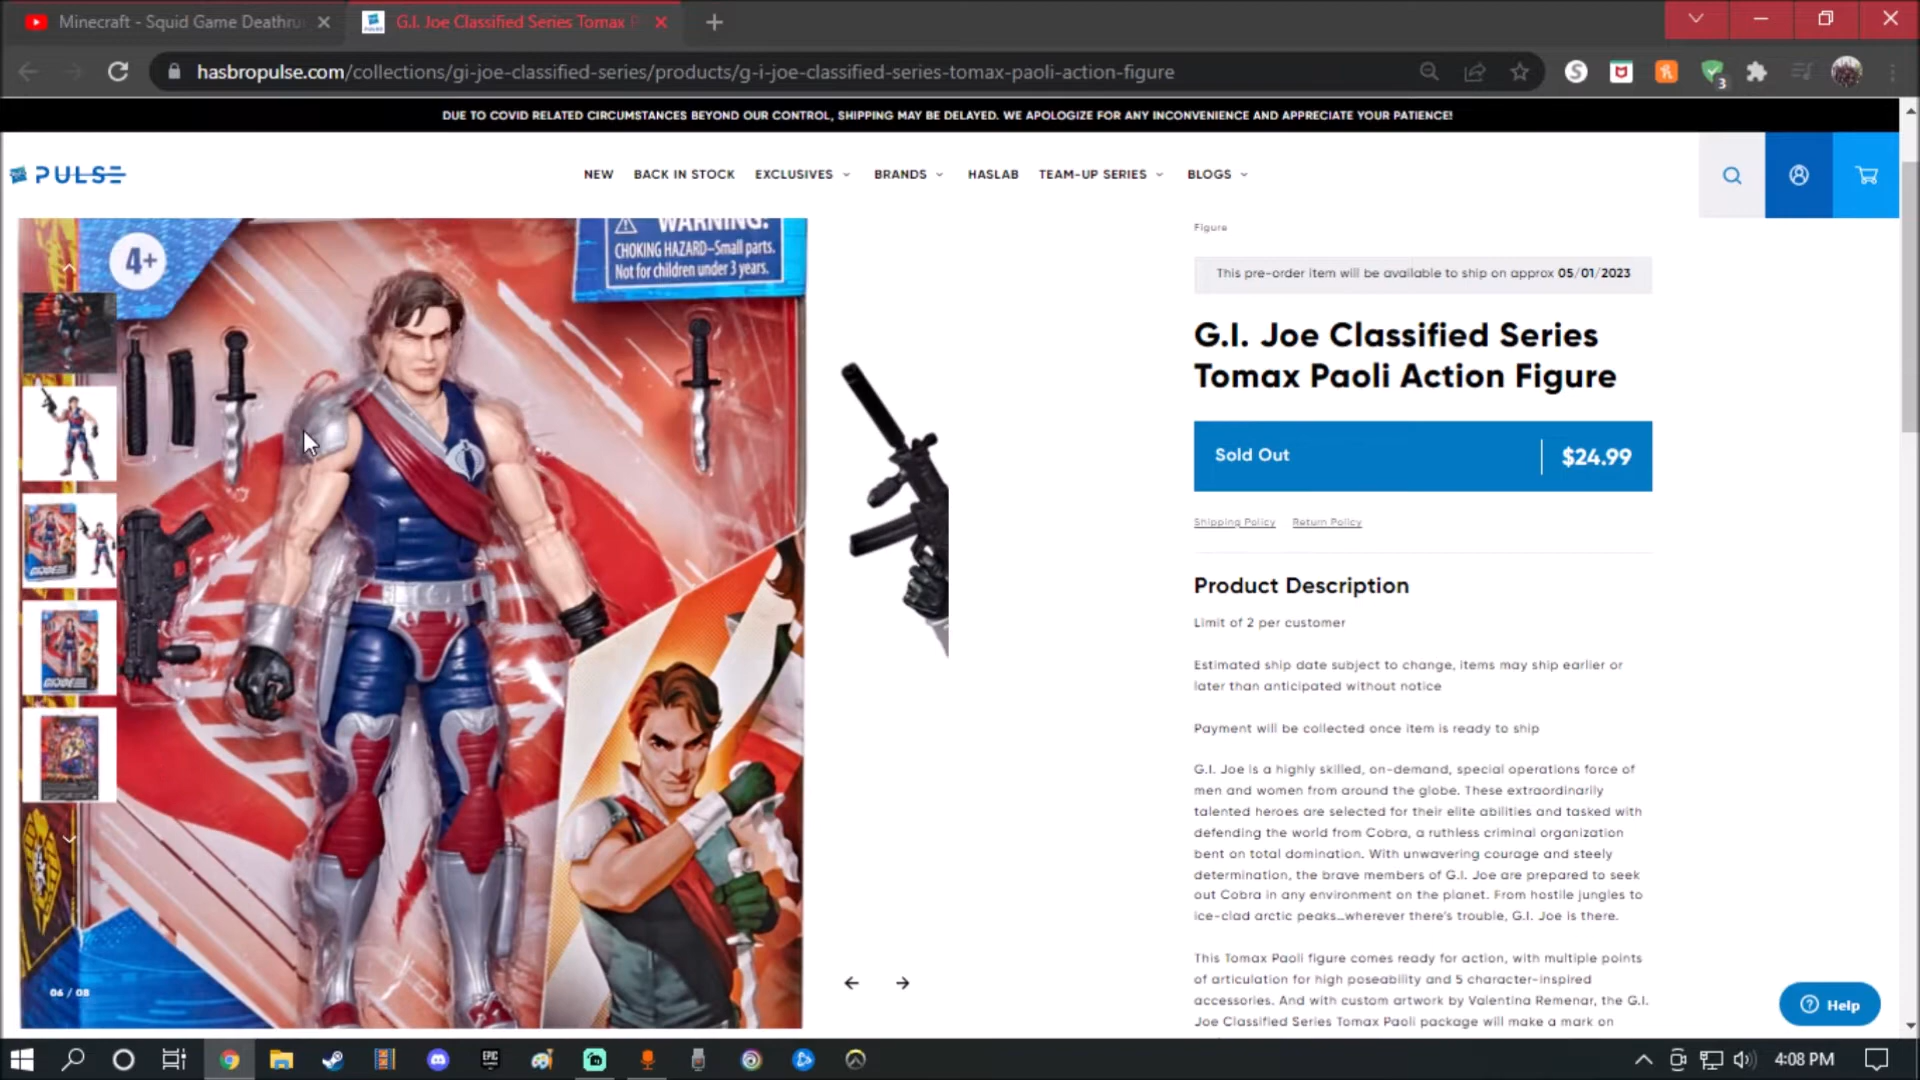 Minecraft - Squid Game Deathru
G.I. Joe Classified Series Tomax P
hasbropulse.com/collections/gi-joe-classified-series/products/g-i-joe-classified-series-tomax-paoli-action-figure
3
DUE TO COVID RELATED CIRCUMSTANCES BEYOND OUR CONTROL, SHIPPING MAY BE DELAYED. WE APOLOGIZE FOR ANY INCONVENIENCE AND APPRECIATE YOUR PATIENCE!
PULSE
NEW BACK IN STOCK EXCLUSIVES BRANDS HASLAB TEAM-UP SERIES BLOGS
4+
WARNING:
CHOKING HAZARD–Small parts.
Not for children under 3 years.
06 / 08
Figure
This pre-order item will be available to ship on approx 05/01/2023
G.I. Joe Classified Series
Tomax Paoli Action Figure
Sold Out $24.99
Shipping Policy Return Policy
Product Description
Limit of 2 per customer
Estimated ship date subject to change, items may ship earlier or
later than anticipated without notice
Payment will be collected once item is ready to ship
G.I. Joe is a highly skilled, on-demand, special operations force of
men and women from around the globe. These extraordinarily
talented heroes are selected for their elite abilities and tasked with
defending the world from Cobra, a ruthless criminal organization
bent on total domination. With unwavering courage and steely
determination, the brave members of G.I. Joe are prepared to seek
out Cobra in any environment on the planet. From hostile jungles to
ice-clad arctic peaks…wherever there's trouble, G.I. Joe is there.
This Tomax Paoli figure comes ready for action, with multiple points
of articulation for high poseability and 5 character-inspired
accessories. And with custom artwork by Valentina Remenar, the G.I.
Joe Classified Series Tomax Paoli package will make a mark on
Help
EPIC
4:08 PM